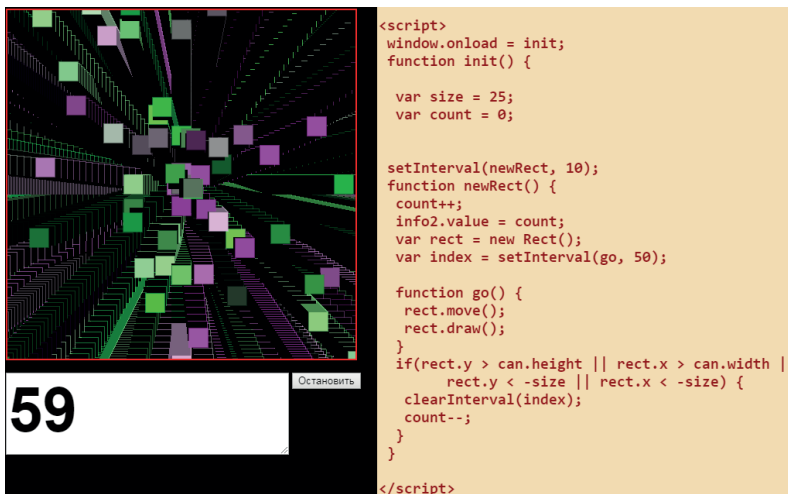 59
Остановить
<script>
window.onload = init;
function init() {
var size = 25;
var count = 0;
setInterval(newRect, 10);
function newRect() {
count++;
info2.value = count;
var rect = new Rect();
var index = setInterval(go, 50);
function go() {
rect.move();
rect.draw();
}
if(rect.y > can.height || rect.x > can.width |
rect.y < -size || rect.x < -size) {
clearInterval(index);
count--;
}
}
</script>